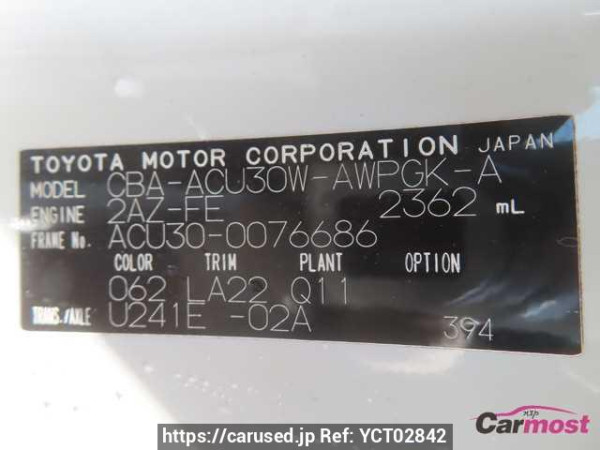 TOYOTA MOTOR CORPORATION JAPAN
MODEL CBA-ACU30W-AWPGK-A
ENGINE 2AZ-FE 2362 mL
FRAME No. ACU30-0076686
COLOR TRIM PLANT OPTION
062 LA22 Q11
TRANS./AXLE U241E -02A 394
Carmost
https://carused.jp Ref: YCT02842